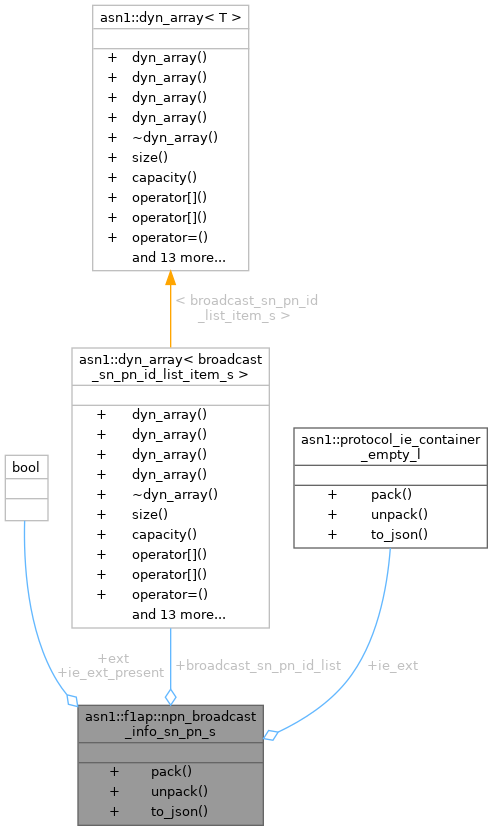 asn1::dyn_array< T >
+ dyn_array()
+ dyn_array()
+ dyn_array()
+ dyn_array()
+ ~dyn_array()
+ size()
+ capacity()
+ operator[]()
+ operator[]()
+ operator=()
and 13 more...
< broadcast_sn_pn_id
_list_item_s >
asn1::dyn_array< broadcast
_sn_pn_id_list_item_s >
+ dyn_array()
+ dyn_array()
+ dyn_array()
+ dyn_array()
+ ~dyn_array()
+ size()
+ capacity()
+ operator[]()
+ operator[]()
+ operator=()
and 13 more...
bool
asn1::protocol_ie_container
_empty_l
+ pack()
+ unpack()
+ to_json()
+ext
+ie_ext_present
+broadcast_sn_pn_id_list
+ie_ext
asn1::f1ap::npn_broadcast
_info_sn_pn_s
+ pack()
+ unpack()
+ to_json()